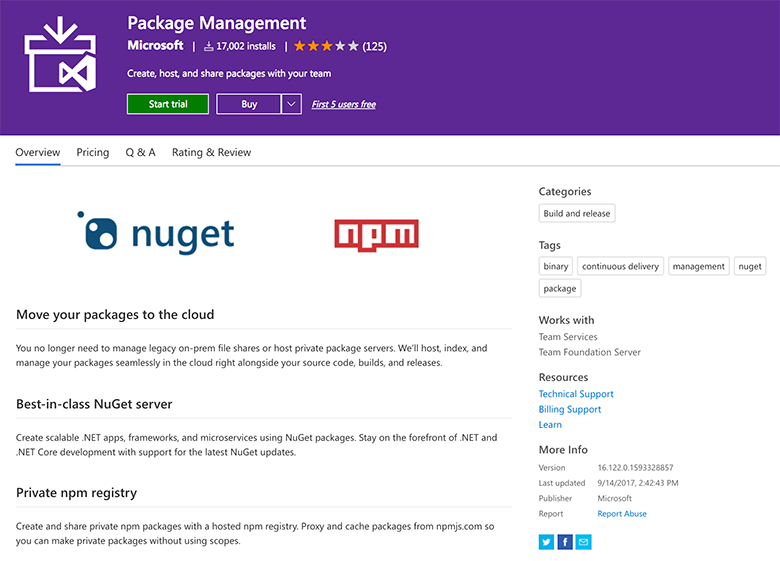 Package Management
Microsoft | 17,002 installs | (125)
Create, host, and share packages with your team
Start trial Buy First 5 users free
Overview Pricing Q & A Rating & Review
nuget npm
Move your packages to the cloud
You no longer need to manage legacy on-prem file shares or host private package servers. We'll host, index, and
manage your packages seamlessly in the cloud right alongside your source code, builds, and releases.
Best-in-class NuGet server
Create scalable .NET apps, frameworks, and microservices using NuGet packages. Stay on the forefront of .NET and
.NET Core development with support for the latest NuGet updates.
Private npm registry
Create and share private npm packages with a hosted npm registry. Proxy and cache packages from npmjs.com so
you can make private packages without using scopes.
Categories
Build and release
Tags
binary continuous delivery management nuget
package
Works with
Team Services
Team Foundation Server
Resources
Technical Support
Billing Support
Learn
More Info
Version 16.122.0.1593328857
Last updated 9/14/2017, 2:42:43 PM
Publisher Microsoft
Report Report Abuse